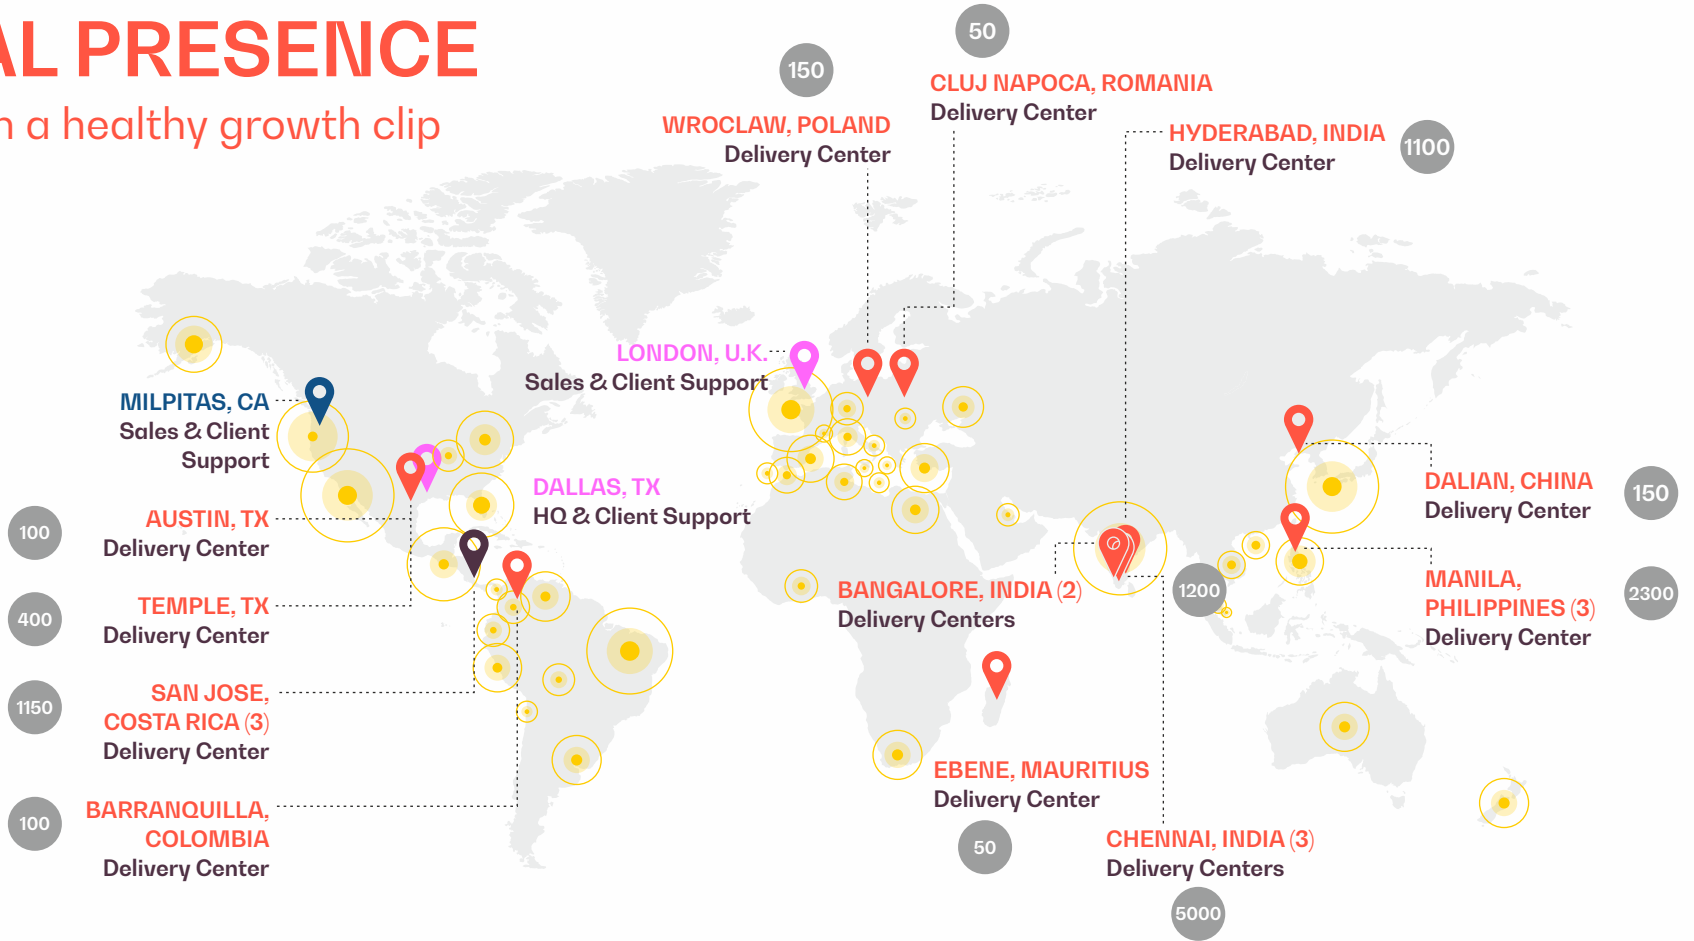 AL PRESENCE
n a healthy growth clip
150
WROCLAW, POLAND
Delivery Center
50
CLUJ NAPOCA, ROMANIA
Delivery Center
HYDERABAD, INDIA
Delivery Center
1100
LONDON, U.K.
Sales & Client Support
MILPITAS, CA
Sales & Client
Support
DALLAS, TX
HQ & Client Support
100
AUSTIN, TX
Delivery Center
400
TEMPLE, TX
Delivery Center
1150
SAN JOSE,
COSTA RICA (3)
Delivery Center
100
BARRANQUILLA,
COLOMBIA
Delivery Center
BANGALORE, INDIA (2)
Delivery Centers
1200
DALIAN, CHINA
Delivery Center
150
MANILA,
PHILIPPINES (3)
Delivery Center
2300
EBENE, MAURITIUS
Delivery Center
50
CHENNAI, INDIA (3)
Delivery Centers
5000